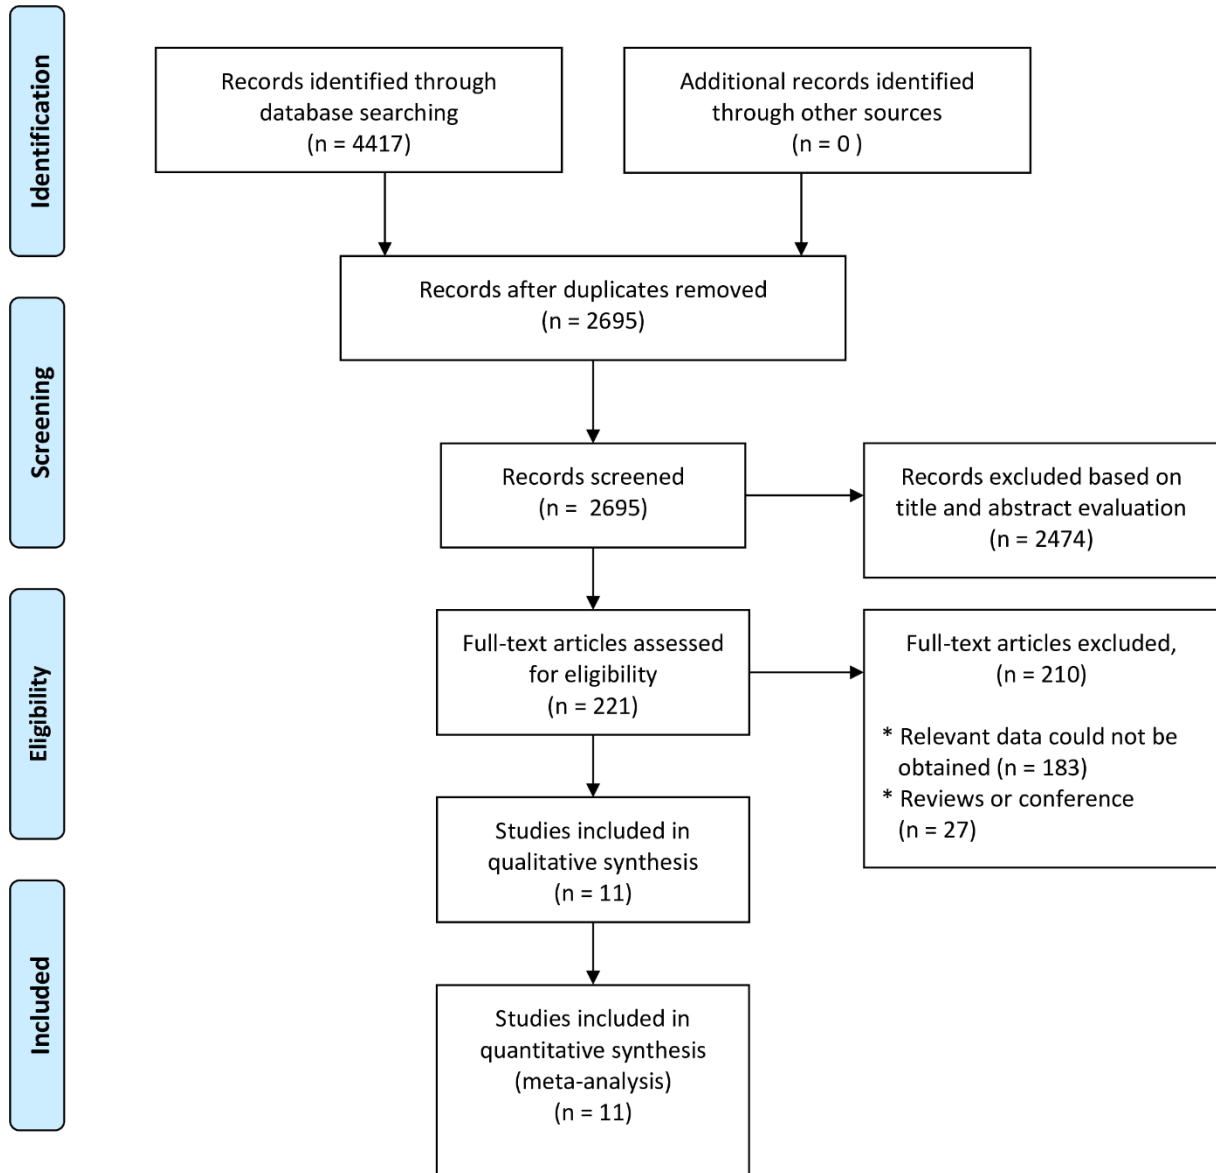 Identification
Records identified through
database searching
(n = 4417)
Additional records identified
through other sources
(n = 0 )
Records after duplicates removed
(n = 2695)
Screening
Records screened
(n =  2695)
Records excluded based on
title and abstract evaluation
(n = 2474)
Eligibility
Full-text articles assessed
for eligibility
(n = 221)
Full-text articles excluded,
(n = 210)
* Relevant data could not be
obtained (n = 183)
* Reviews or conference
(n = 27)
Studies included in
qualitative synthesis
(n = 11)
Included
Studies included in
quantitative synthesis
(meta-analysis)
(n = 11)